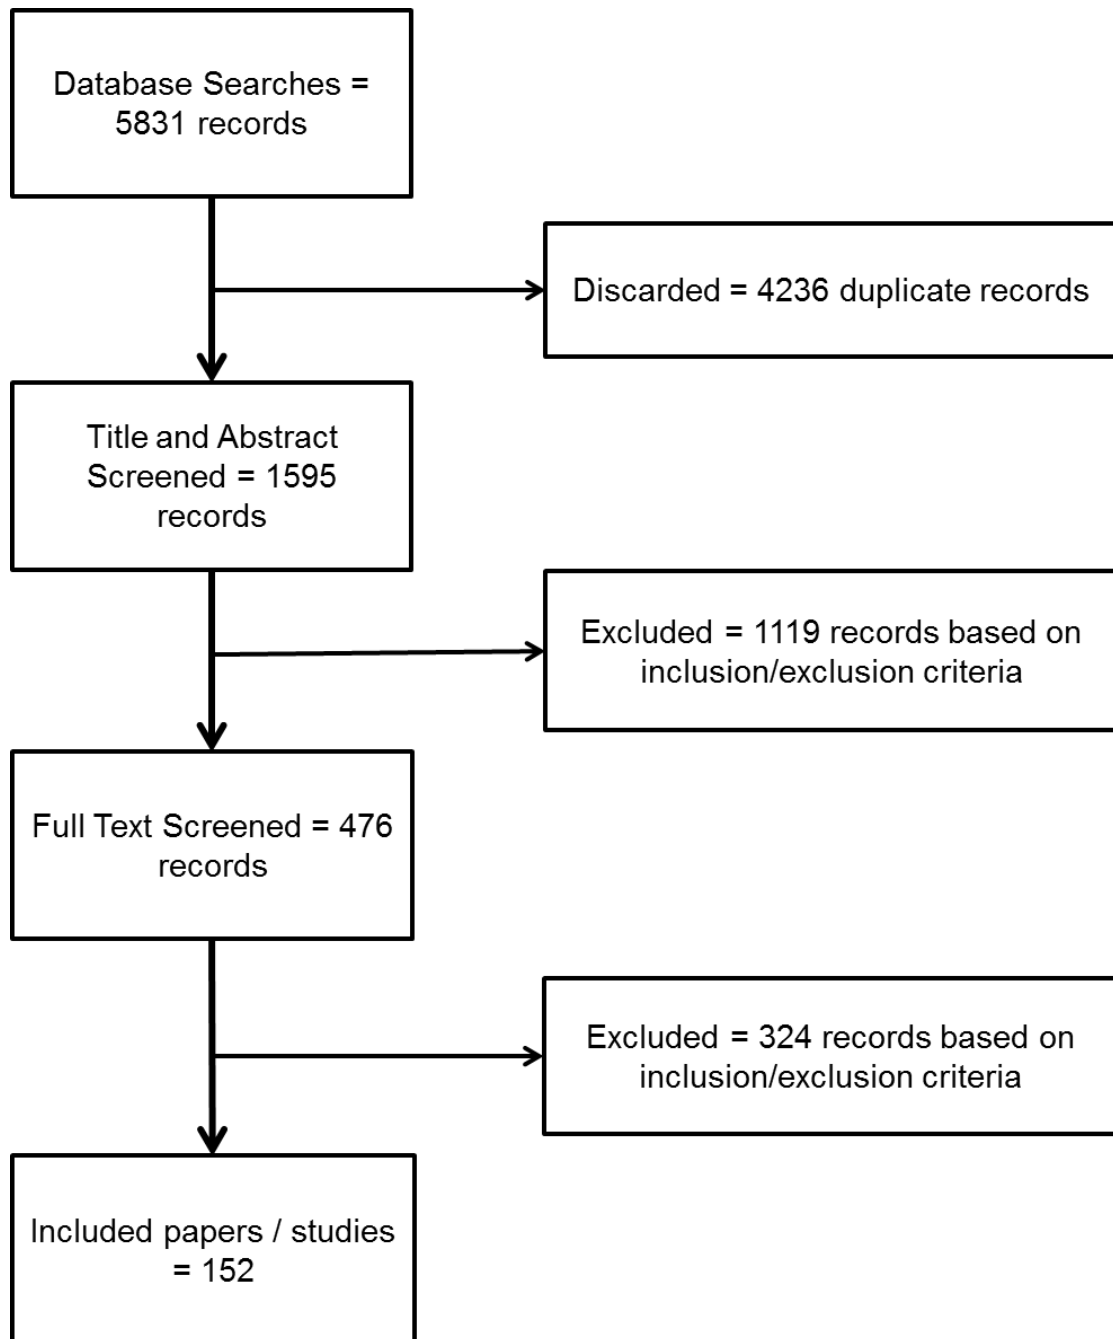 Database Searches =
5831 records
Discarded = 4236 duplicate records
Title and Abstract
Screened = 1595
records
Excluded = 1119 records based on
inclusion/exclusion criteria
Full Text Screened = 476
records
Excluded = 324 records based on
inclusion/exclusion criteria
Included papers / studies
= 152